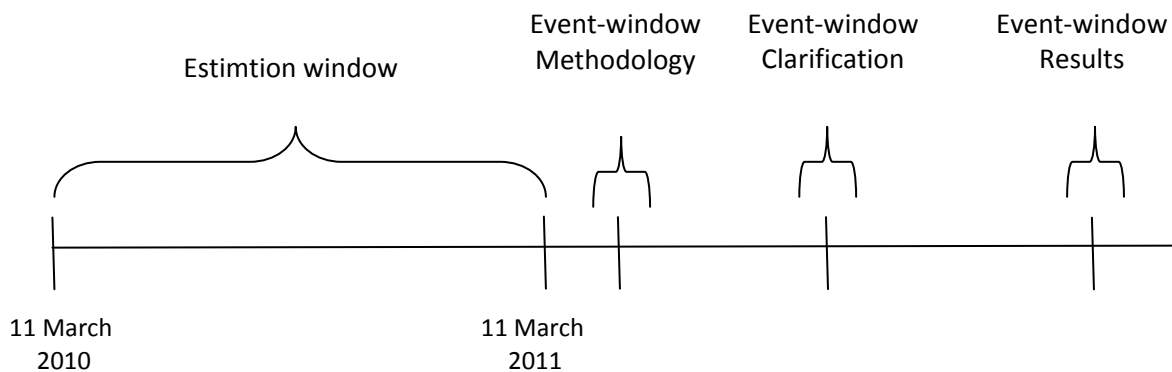 Estimtion window
Event-window
Methodology
Event-window
Clarification
Event-window
Results
11 March
2010
11 March
2011